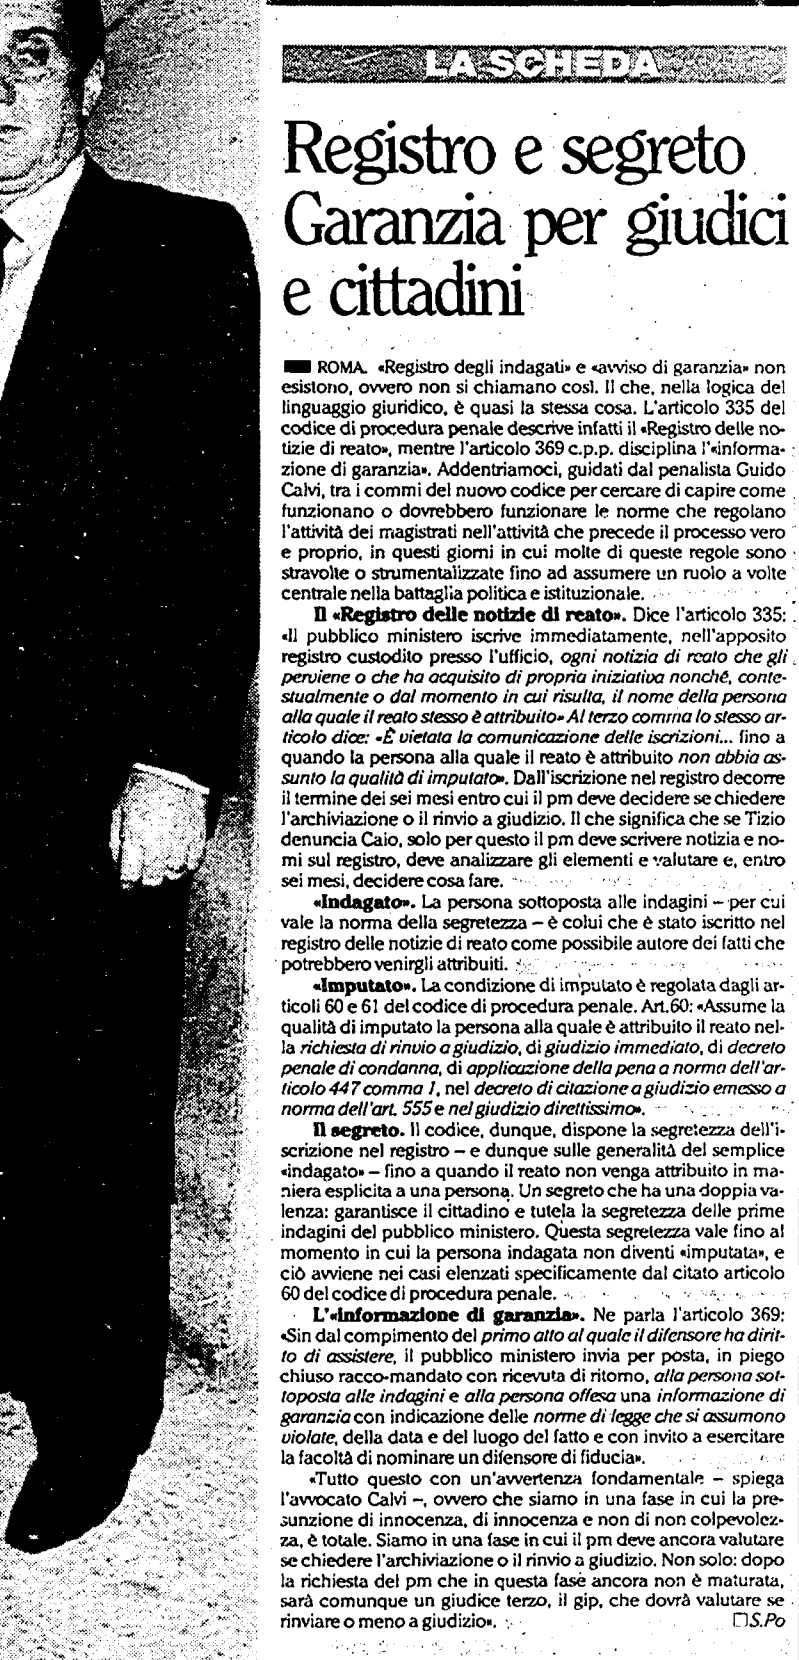 LA SCHEDA
Registro e segreto
Garanzia per giudici
e cittadini
ROMA. «Registro degli indagati» e «avviso di garanzia» non
esistono, ovvero non si chiamano così. Il che, nella logica del
linguaggio giuridico, è quasi la stessa cosa. L'articolo 335 del
codice di procedura penale descrive infatti il «Registro delle no-
tizie di reato», mentre l'articolo 369 c.p.p. disciplina l'«informa-
zione di garanzia». Addentriamoci, guidati dal penalista Guido
Calvi, tra i commi del nuovo codice per cercare di capire come
funzionano o dovrebbero funzionare le norme che regolano
l'attività dei magistrati nell'attività che precede il processo vero
e proprio, in questi giorni in cui molte di queste regole sono
stravolte o strumentalizzate fino ad assumere un ruolo a volte
centrale nella battaglia politica e istituzionale.
Il «Registro delle notizie di reato». Dice l'articolo 335:
«Il pubblico ministero iscrive immediatamente, nell'apposito
registro custodito presso l'ufficio, ogni notizia di reato che gli
perviene o che ha acquisito di propria iniziativa nonché, conte-
stualmente o dal momento in cui risulta, il nome della persona
alla quale il reato stesso è attribuito» Al terzo comma lo stesso ar-
ticolo dice: «È vietata la comunicazione delle iscrizioni... fino a
quando la persona alla quale il reato è attribuito non abbia as-
sunto la qualità di imputato». Dall'iscrizione nel registro decorre
il termine dei sei mesi entro cui il pm deve decidere se chiedere
l'archiviazione o il rinvio a giudizio. Il che significa che se Tizio
denuncia Caio, solo per questo il pm deve scrivere notizia e no-
mi sul registro, deve analizzare gli elementi e valutare e, entro
sei mesi, decidere cosa fare.
«Indagato». La persona sottoposta alle indagini – per cui
vale la norma della segretezza – è colui che è stato iscritto nel
registro delle notizie di reato come possibile autore dei fatti che
potrebbero venirgli attribuiti.
«Imputato». La condizione di imputato è regolata dagli ar-
ticoli 60 e 61 del codice di procedura penale. Art.60: «Assume la
qualità di imputato la persona alla quale è attribuito il reato nel-
la richiesta di rinvio a giudizio, di giudizio immediato, di decreto
penale di condanna, di applicazione della pena a norma dell'ar-
ticolo 447 comma 1, nel decreto di citazione a giudizio emesso a
norma dell'art. 555 e nel giudizio direttissimo».
Il segreto. Il codice, dunque, dispone la segretezza dell'i-
scrizione nel registro – e dunque sulle generalità del semplice
«indagato» – fino a quando il reato non venga attribuito in ma-
niera esplicita a una persona. Un segreto che ha una doppia va-
lenza: garantisce il cittadino e tutela la segretezza delle prime
indagini del pubblico ministero. Questa segretezza vale fino al
momento in cui la persona indagata non diventi «imputata», e
ciò avviene nei casi elenzati specificamente dal citato articolo
60 del codice di procedura penale.
L'«informazione di garanzia». Ne parla l'articolo 369:
«Sin dal compimento del primo atto al quale il difensore ha dirit-
to di assistere, il pubblico ministero invia per posta, in piego
chiuso racco-mandato con ricevuta di ritorno, alla persona sot-
toposta alle indagini e alla persona offesa una informazione di
garanzia con indicazione delle norme di legge che si assumono
violate, della data e del luogo del fatto e con invito a esercitare
la facoltà di nominare un difensore di fiducia».
«Tutto questo con un'avvertenza fondamentale – spiega
l'avvocato Calvi –, ovvero che siamo in una fase in cui la pre-
sunzione di innocenza, di innocenza e non di non colpevolez-
za, è totale. Siamo in una fase in cui il pm deve ancora valutare
se chiedere l'archiviazione o il rinvio a giudizio. Non solo: dopo
la richiesta del pm che in questa fase ancora non è maturata,
sarà comunque un giudice terzo, il gip, che dovrà valutare se
rinviare o meno a giudizio». □S.Po